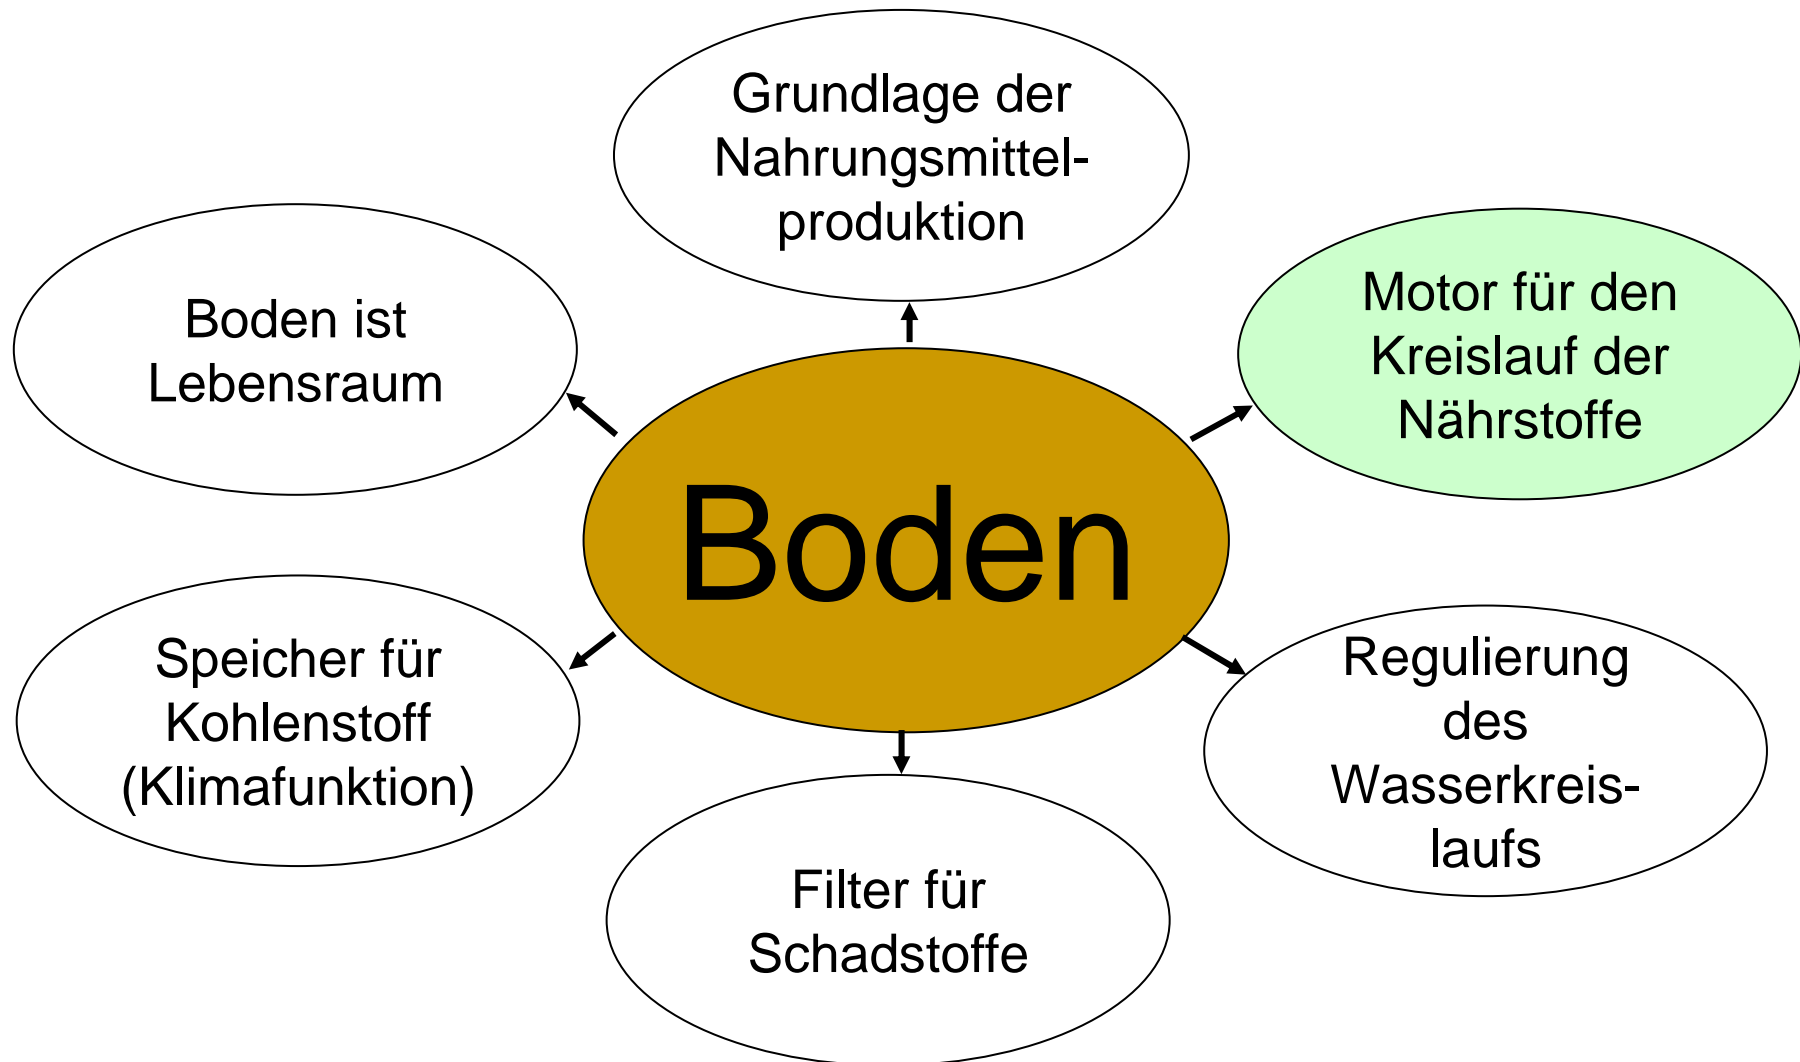 Grundlage der
Nahrungsmittel-
produktion
Boden ist
Lebensraum
Motor für den
Kreislauf der
Nährstoffe
Boden
Speicher für
Kohlenstoff
(Klimafunktion)
Regulierung
des
Wasserkreis-
laufs
Filter für
Schadstoffe